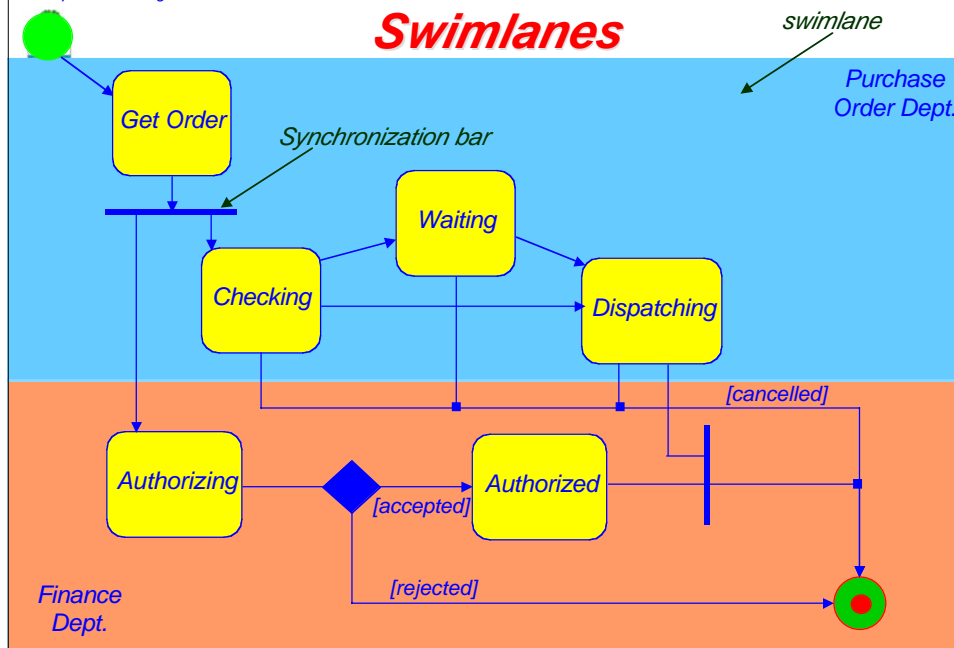 Swimlanes
swimlane
Purchase
Order Dept.
Get Order
Synchronization bar
Waiting
Checking
Dispatching
[cancelled]
Authorizing
Authorized
[accepted]
[rejected]
Finance
Dept.